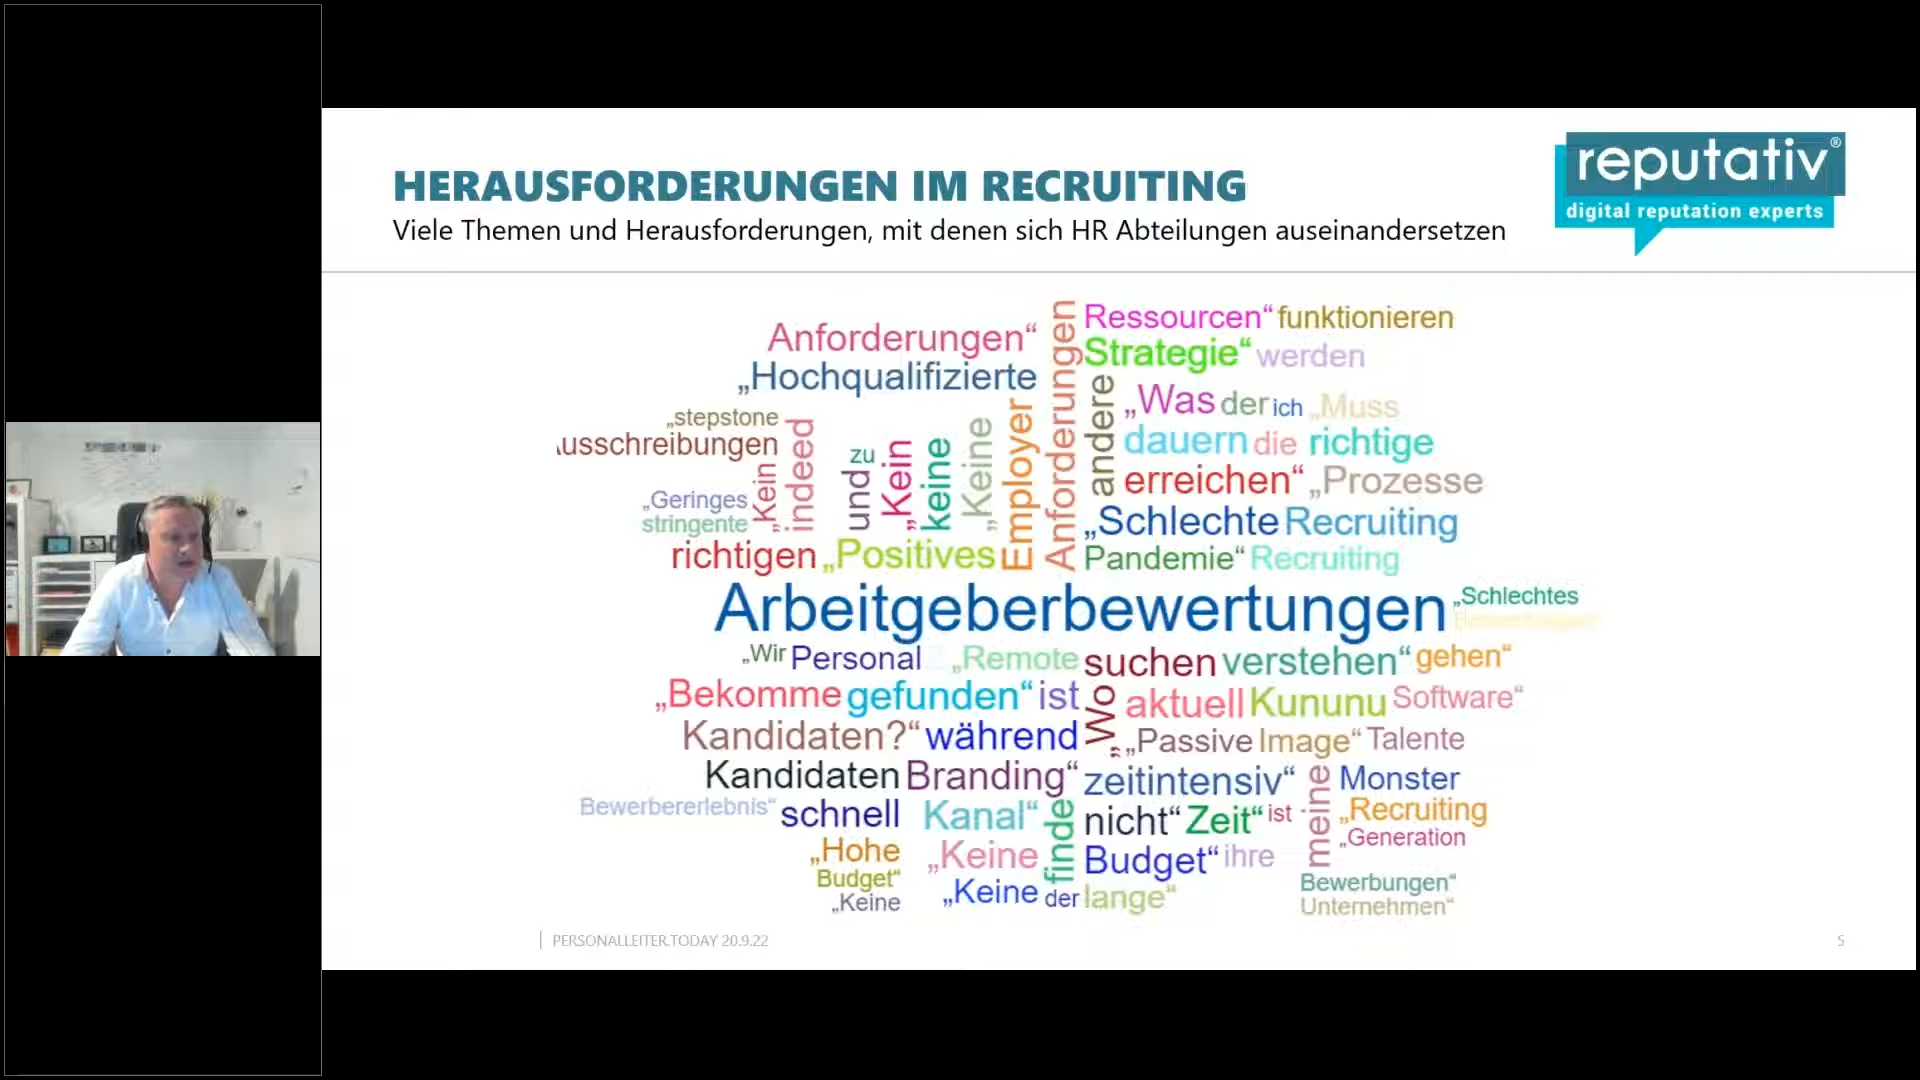 HERAUSFORDERUNGEN IM RECRUITING
Viele Themen und Herausforderungen, mit denen sich HR Abteilungen auseinandersetzen
reputativ®
digital reputation experts
Anforderungen“
„Hochqualifizierte
Anforderungen
Ressourcen“ funktionieren
Strategie“ werden
andere
„Was der ich „Muss
dauern die richtige
erreichen“ „Prozesse
„Schlechte Recruiting
Pandemie“ Recruiting
„stepstone
usschreibungen
„Geringes
stringente
„Kein
indeed
und
zu
„Kein
keine
„Keine
Employer
richtigen „Positives
Arbeitgeberbewertungen
„Schlechtes
„Wir Personal „Remote suchen verstehen“ gehen“
„Bekomme gefunden“ ist
„Wo
aktuell Kununu Software“
Kandidaten?“ während
„Passive Image“ Talente
Kandidaten Branding“
zeitintensiv“
meine
Monster
Bewerbererlebnis“ schnell Kanal“
finde
nicht“ Zeit“ ist
„Recruiting
„Generation
„Hohe
Budget“
„Keine
„Keine
„Keine der lange“
Budget“ ihre
Bewerbungen“
Unternehmen“
PERSONALLEITER.TODAY 20.9.22
5